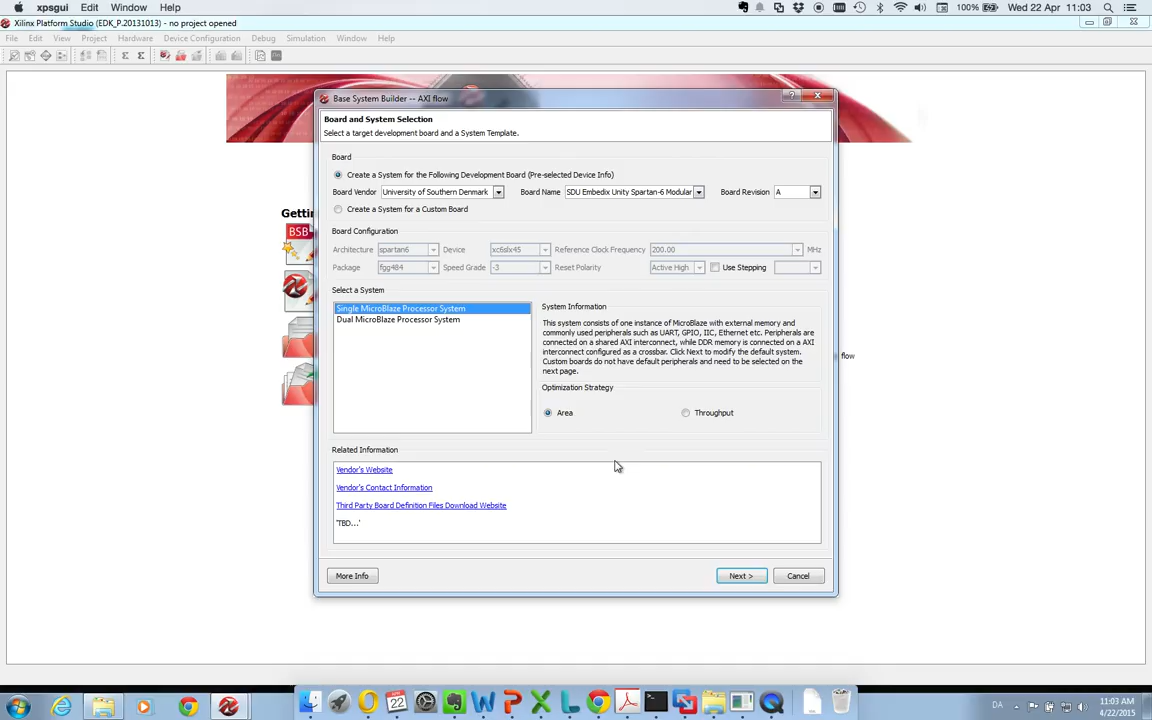 xpsgui Edit Window Help 100% Wed 22 Apr 11:03
Xilinx Platform Studio (EDK_P.20131013) - no project opened
File Edit View Project Hardware Device Configuration Debug Simulation Window Help
Base System Builder -- AXI flow
Board and System Selection
Select a target development board and a System Template.
Board
Create a System for the Following Development Board (Pre-selected Device Info)
Board Vendor University of Southern Denmark Board Name SDU Embedix Unity Spartan-6 Modular Board Revision A
Create a System for a Custom Board
Getti
BSB
Board Configuration
Architecture spartan6 Device xc6slx45 Reference Clock Frequency 200.00 MHz
Package fgg484 Speed Grade -3 Reset Polarity Active High Use Stepping
Select a System
Single MicroBlaze Processor System
Dual MicroBlaze Processor System
System Information
This system consists of one instance of MicroBlaze with external memory and
commonly used peripherals such as UART, GPIO, IIC, Ethernet etc. Peripherals are
connected on a shared AXI interconnect, while DDR memory is connected on a AXI
interconnect configured as a crossbar. Click Next to modify the default system.
Custom boards do not have default peripherals and need to be selected on the
next page.
flow
Optimization Strategy
Area Throughput
Related Information
Vendor's Website
Vendor's Contact Information
Third Party Board Definition Files Download Website
'TBD...'
More Info Next > Cancel
22
DA
11:03 AM
4/22/2015